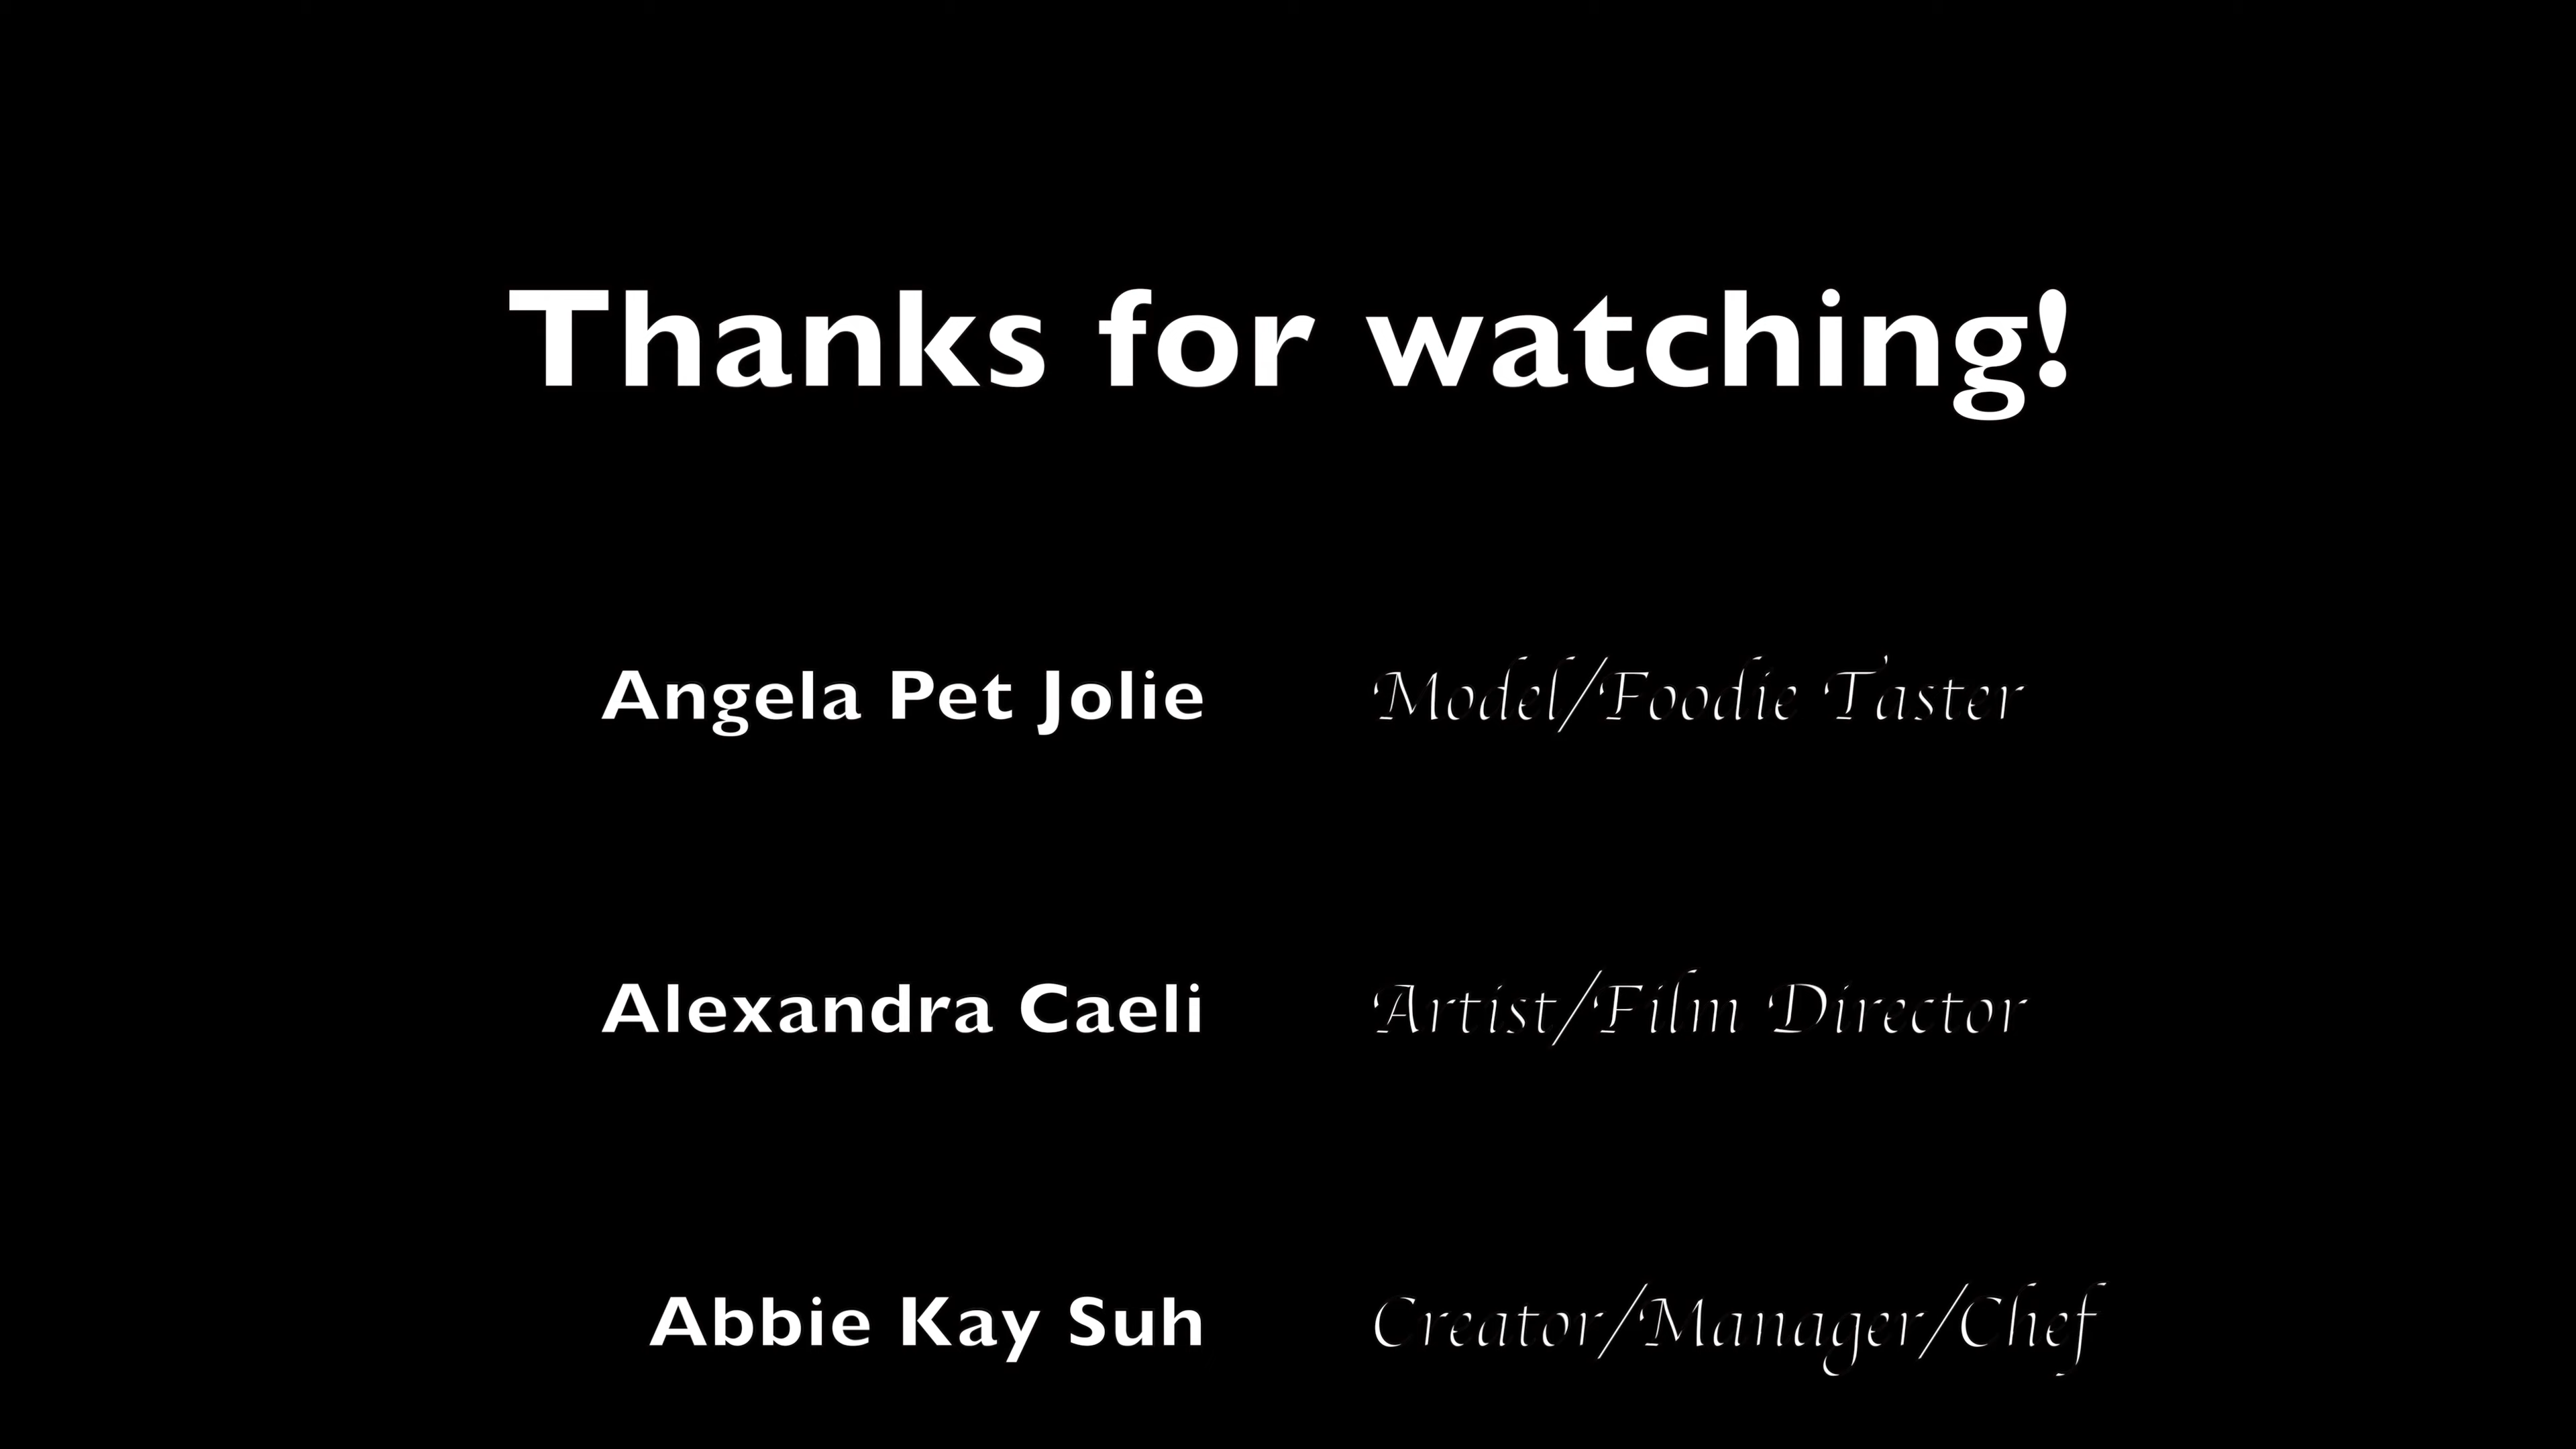 Thanks for watching!
Angela Pet Jolie Model/Foodie Taster
Alexandra Caeli Artist/Film Director
Abbie Kay Suh Creator/Manager/Chef